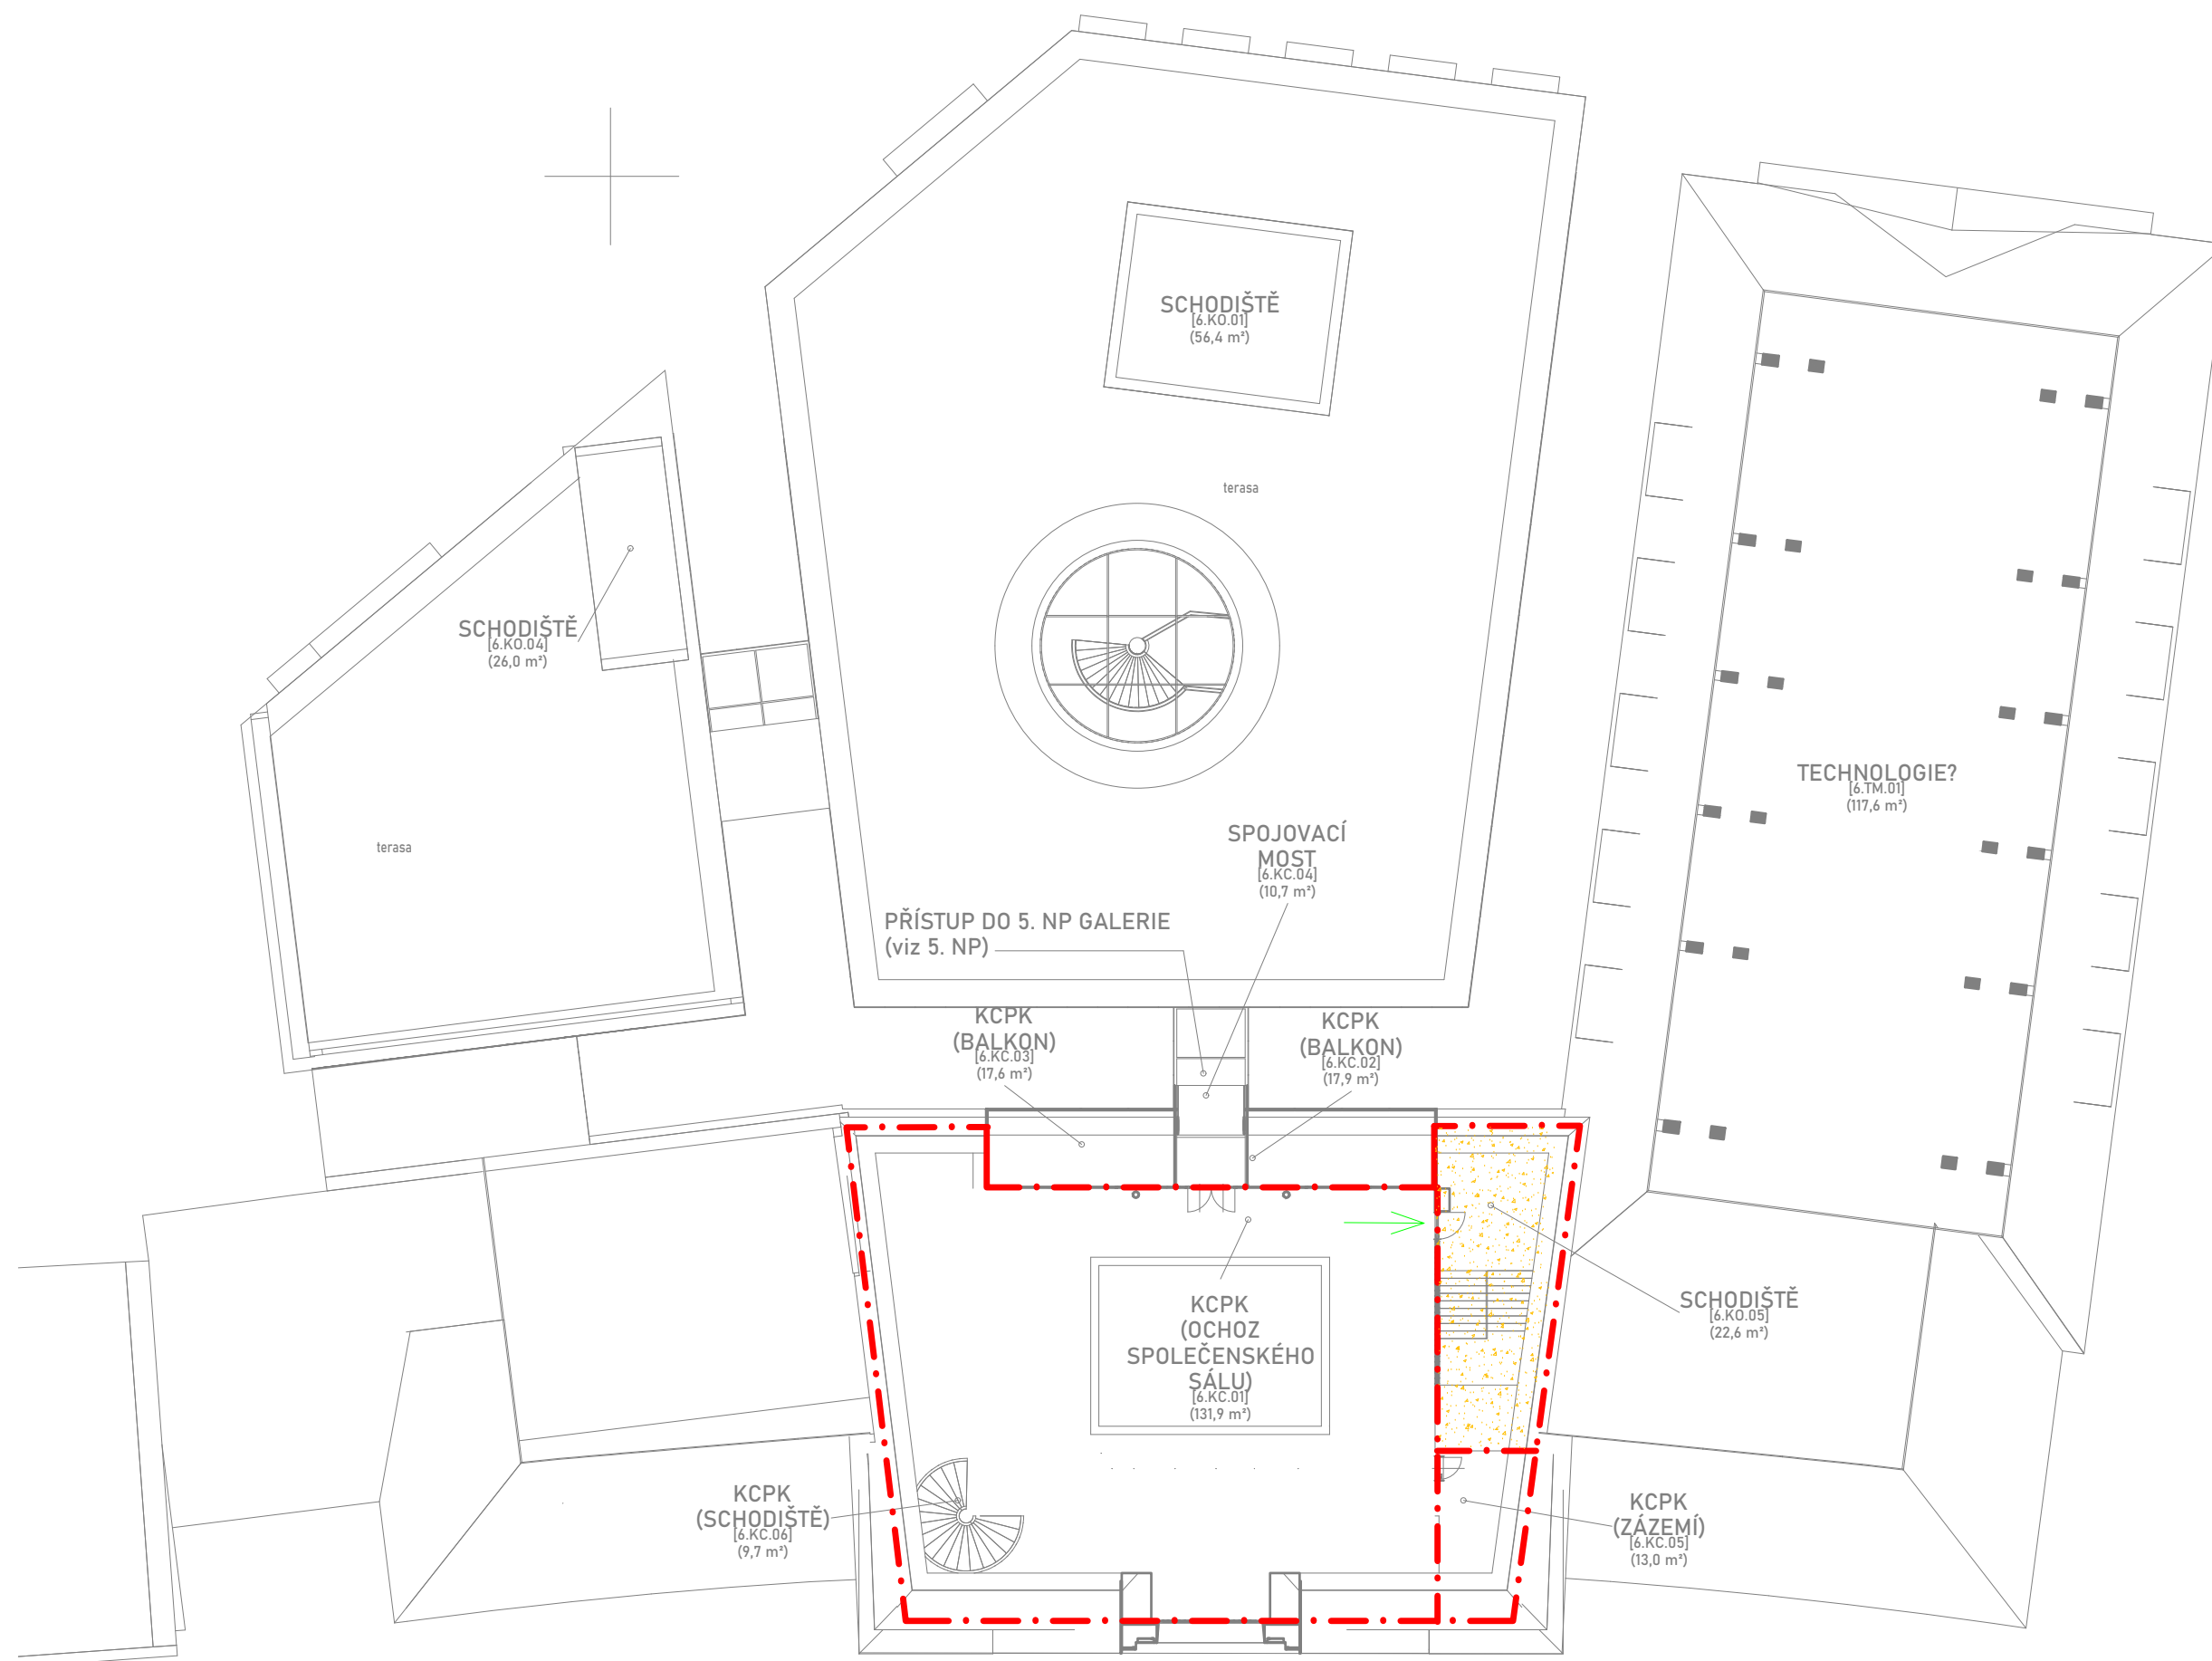 SCHODIŠTĚ
[6.KO.01]
(56,4 m²)
terasa
SCHODIŠTĚ
[6.KO.04]
(26,0 m²)
TECHNOLOGIE?
[6.TM.01]
(117,6 m²)
terasa
SPOJOVACÍ
MOST
[6.KC.04]
(10,7 m²)
PŘÍSTUP DO 5. NP GALERIE
(viz 5. NP)
KCPK
(BALKON)
[6.KC.03]
(17,6 m²)
KCPK
(BALKON)
[6.KC.02]
(17,9 m²)
KCPK
(OCHOZ
SPOLEČENSKÉHO
SÁLU)
[6.KC.01]
(131,9 m²)
SCHODIŠTĚ
[6.KO.05]
(22,6 m²)
KCPK
(SCHODIŠTĚ)
[6.KC.06]
(9,7 m²)
KCPK
(ZÁZEMÍ)
[6.KC.05]
(13,0 m²)